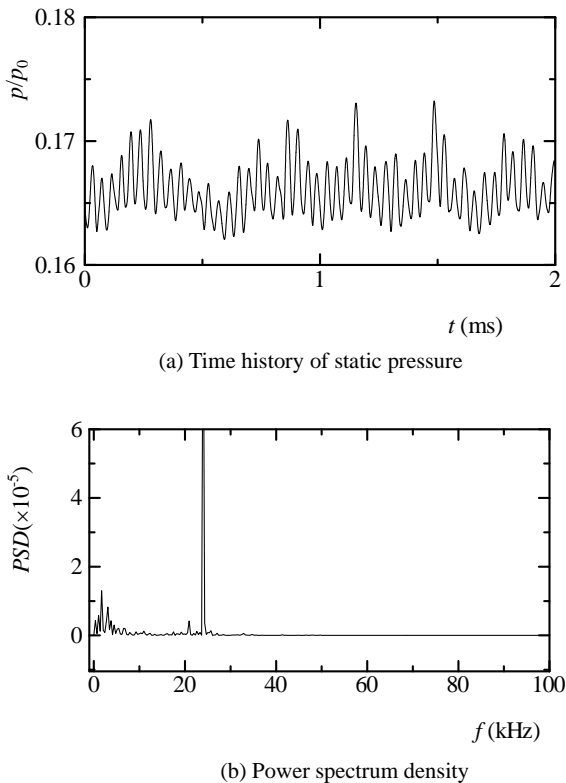 0.18
p/p0
0.17
0.16
0
1
2
t (ms)
(a) Time history of static pressure
6
PSD(×10-5)
4
2
0
0
20
40
60
80
100
f (kHz)
(b) Power spectrum density